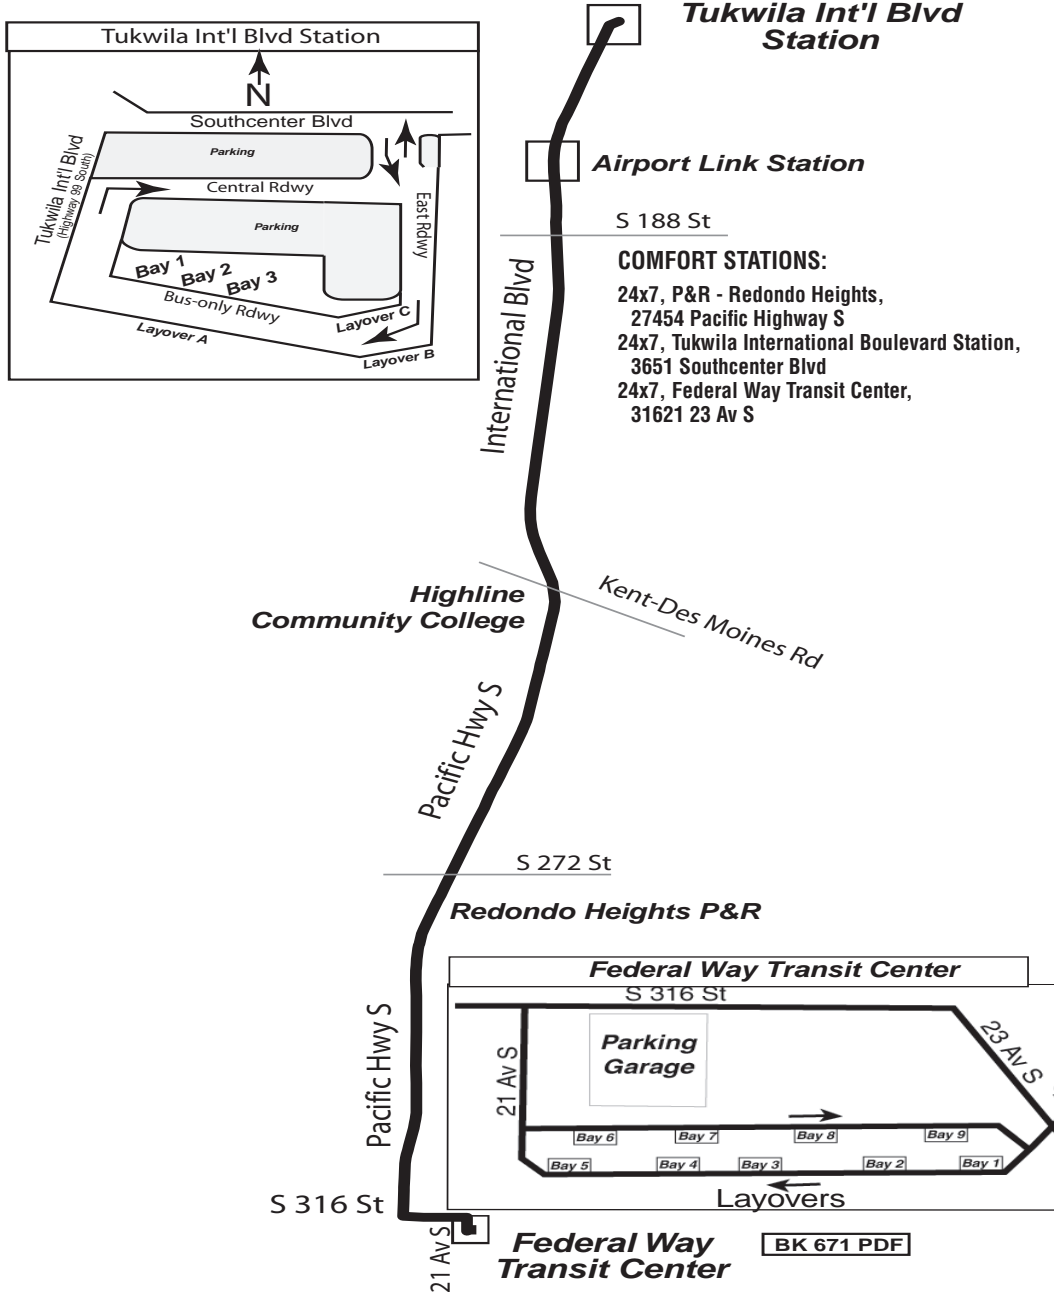 Tukwila Int'l Blvd
Station
Tukwila Int'l Blvd Station
N
Southcenter Blvd
Parking
Central Rdwy
Tukwila Int'l Blvd
(Highway 99 South)
East Rdwy
Parking
Bay 1
Bay 2
Bay 3
Bus-only Rdwy
Layover C
Layover A
Layover B
Airport Link Station
S 188 St
COMFORT STATIONS:
24x7, P&R - Redondo Heights,
27454 Pacific Highway S
24x7, Tukwila International Boulevard Station,
3651 Southcenter Blvd
24x7, Federal Way Transit Center,
31621 23 Av S
International Blvd
Highline
Community College
Kent-Des Moines Rd
Pacific Hwy S
S 272 St
Redondo Heights P&R
Pacific Hwy S
Federal Way Transit Center
S 316 St
Parking
Garage
21 Av S
23 Av S
Bay 6
Bay 7
Bay 8
Bay 9
Bay 5
Bay 4
Bay 3
Bay 2
Bay 1
Layovers
S 316 St
21 Av S
Federal Way
Transit Center
BK 671 PDF